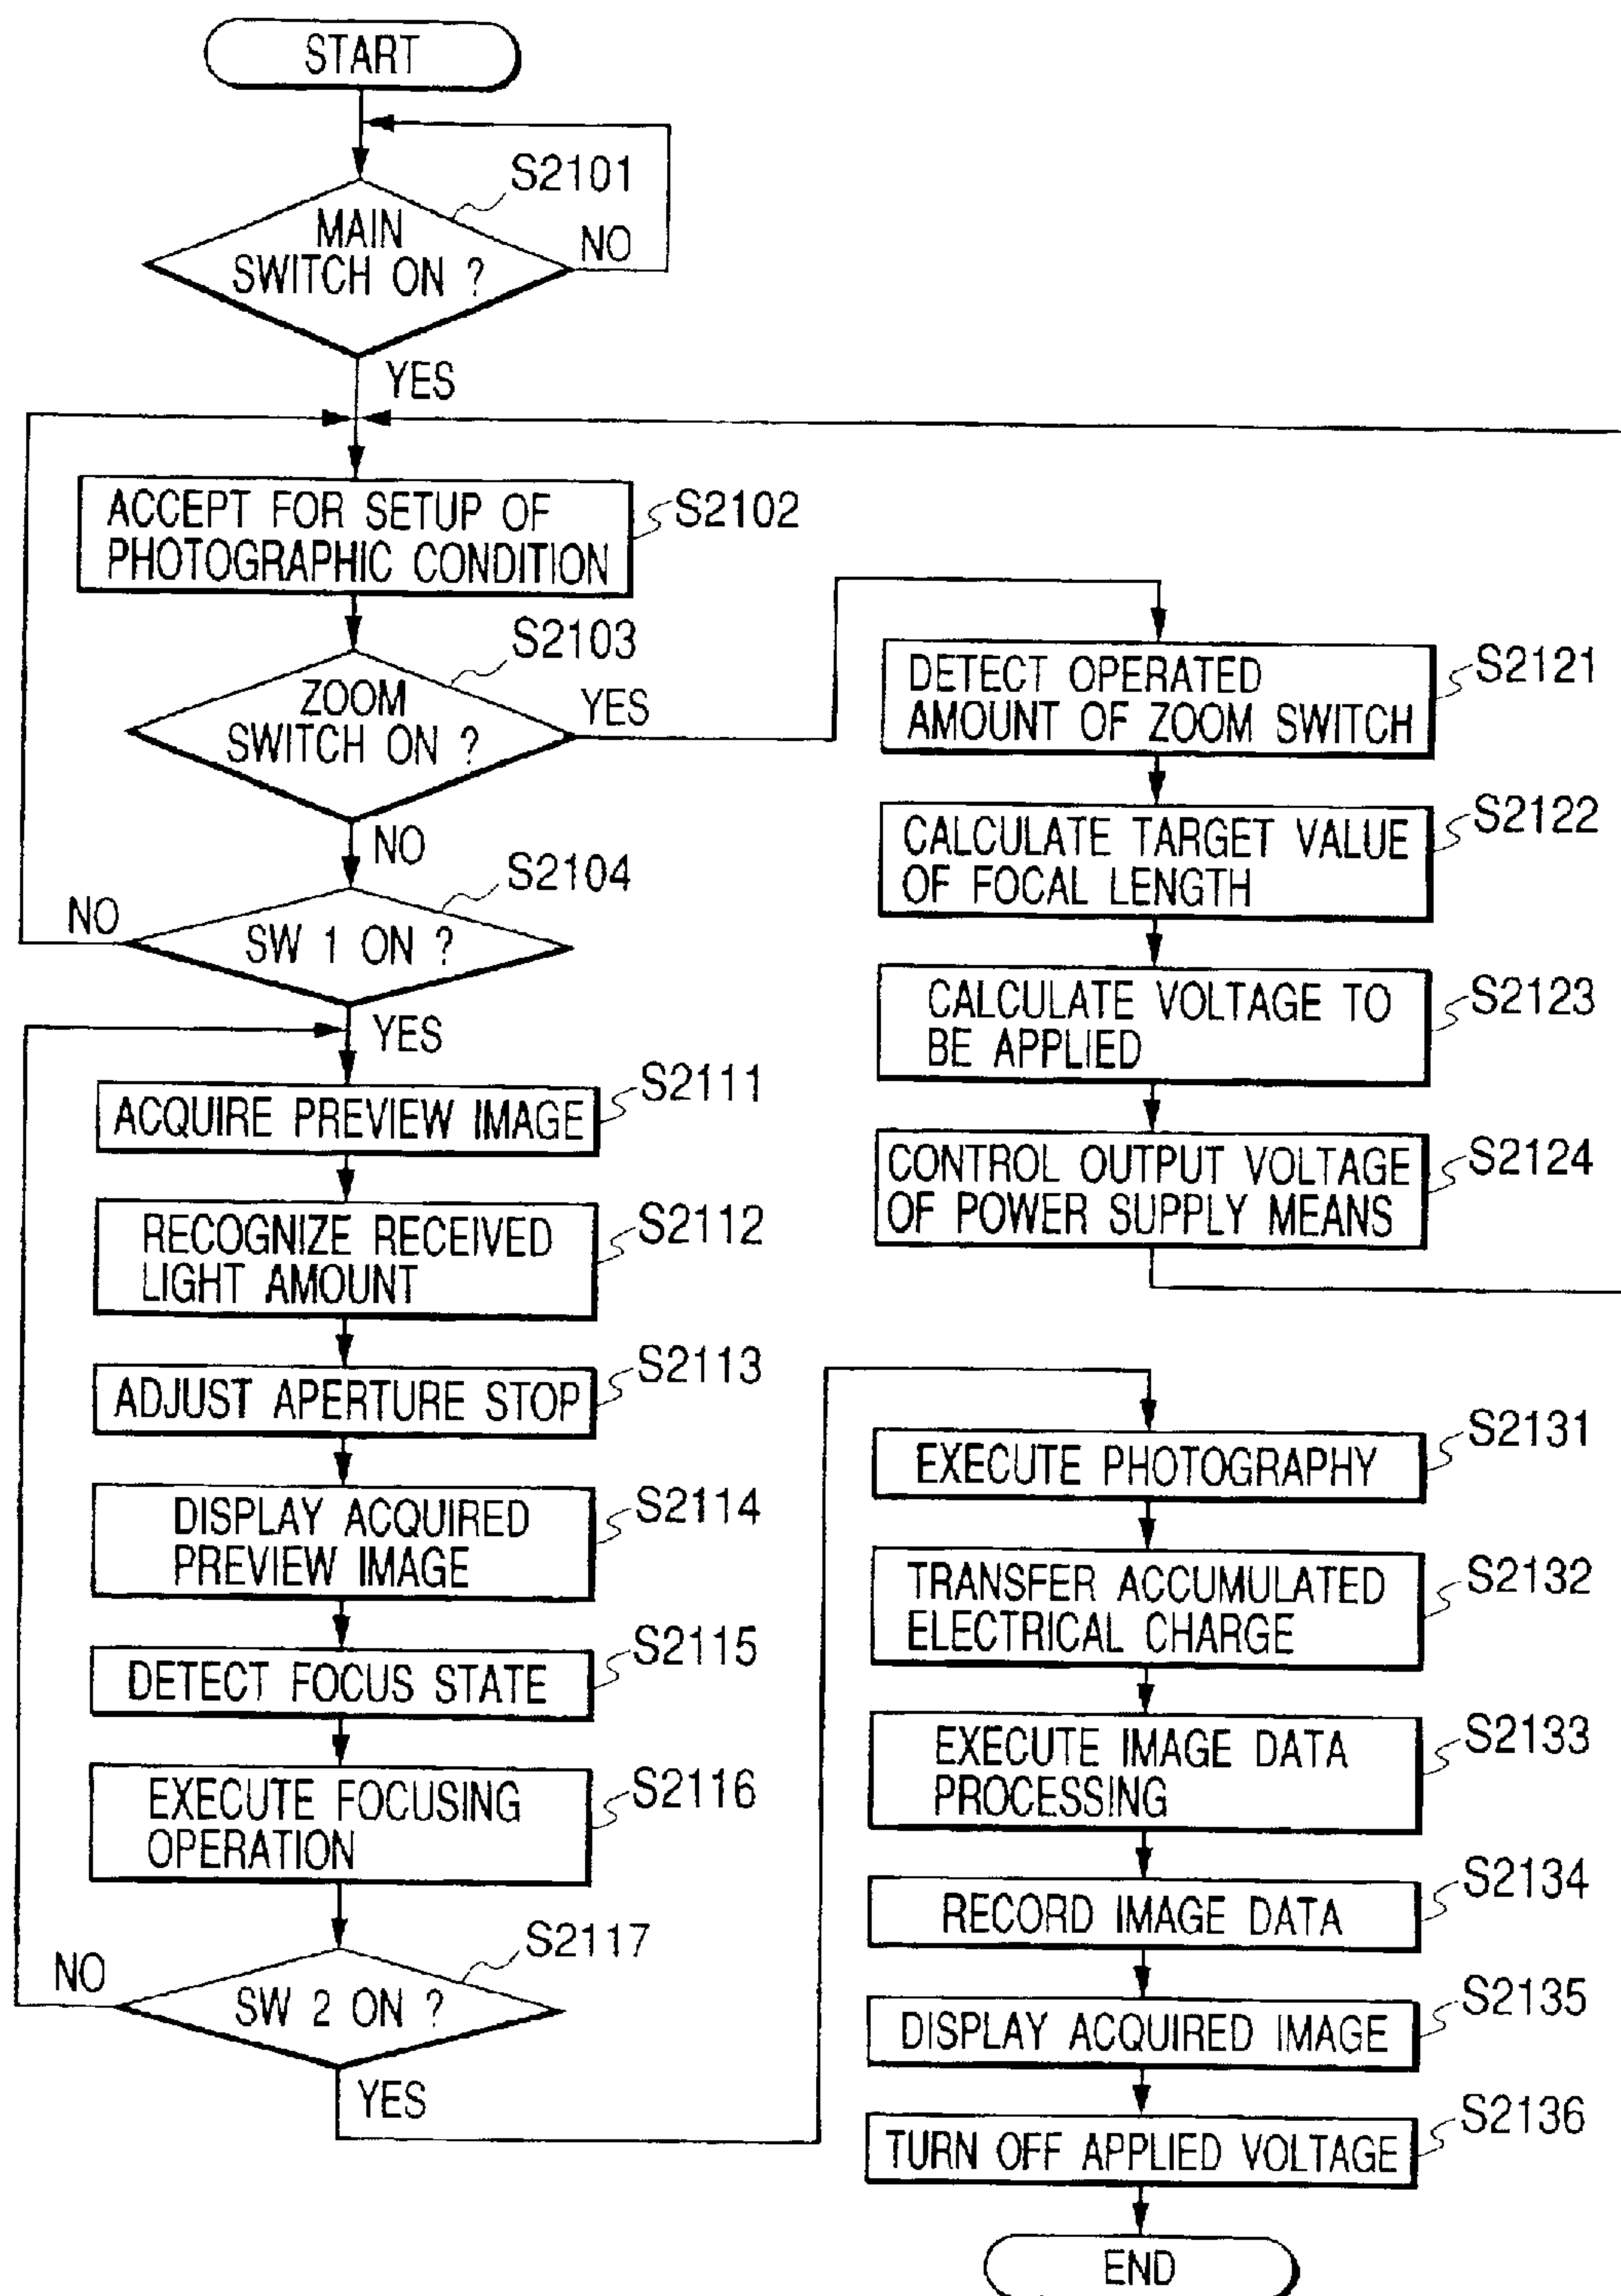 START
S2101
MAIN
SWITCH ON ?
NO
YES
ACCEPT FOR SETUP OF
PHOTOGRAPHIC CONDITION
S2102
S2103
ZOOM
SWITCH ON ?
YES
NO
S2104
SW 1 ON ?
NO
YES
ACQUIRE PREVIEW IMAGE
S2111
RECOGNIZE RECEIVED
LIGHT AMOUNT
S2112
ADJUST APERTURE STOP
S2113
DISPLAY ACQUIRED
PREVIEW IMAGE
S2114
DETECT FOCUS STATE
S2115
EXECUTE FOCUSING
OPERATION
S2116
S2117
SW 2 ON ?
NO
YES
DETECT OPERATED
AMOUNT OF ZOOM SWITCH
S2121
CALCULATE TARGET VALUE
OF FOCAL LENGTH
S2122
CALCULATE VOLTAGE TO
BE APPLIED
S2123
CONTROL OUTPUT VOLTAGE
OF POWER SUPPLY MEANS
S2124
EXECUTE PHOTOGRAPHY
S2131
TRANSFER ACCUMULATED
ELECTRICAL CHARGE
S2132
EXECUTE IMAGE DATA
PROCESSING
S2133
RECORD IMAGE DATA
S2134
DISPLAY ACQUIRED IMAGE
S2135
TURN OFF APPLIED VOLTAGE
S2136
END